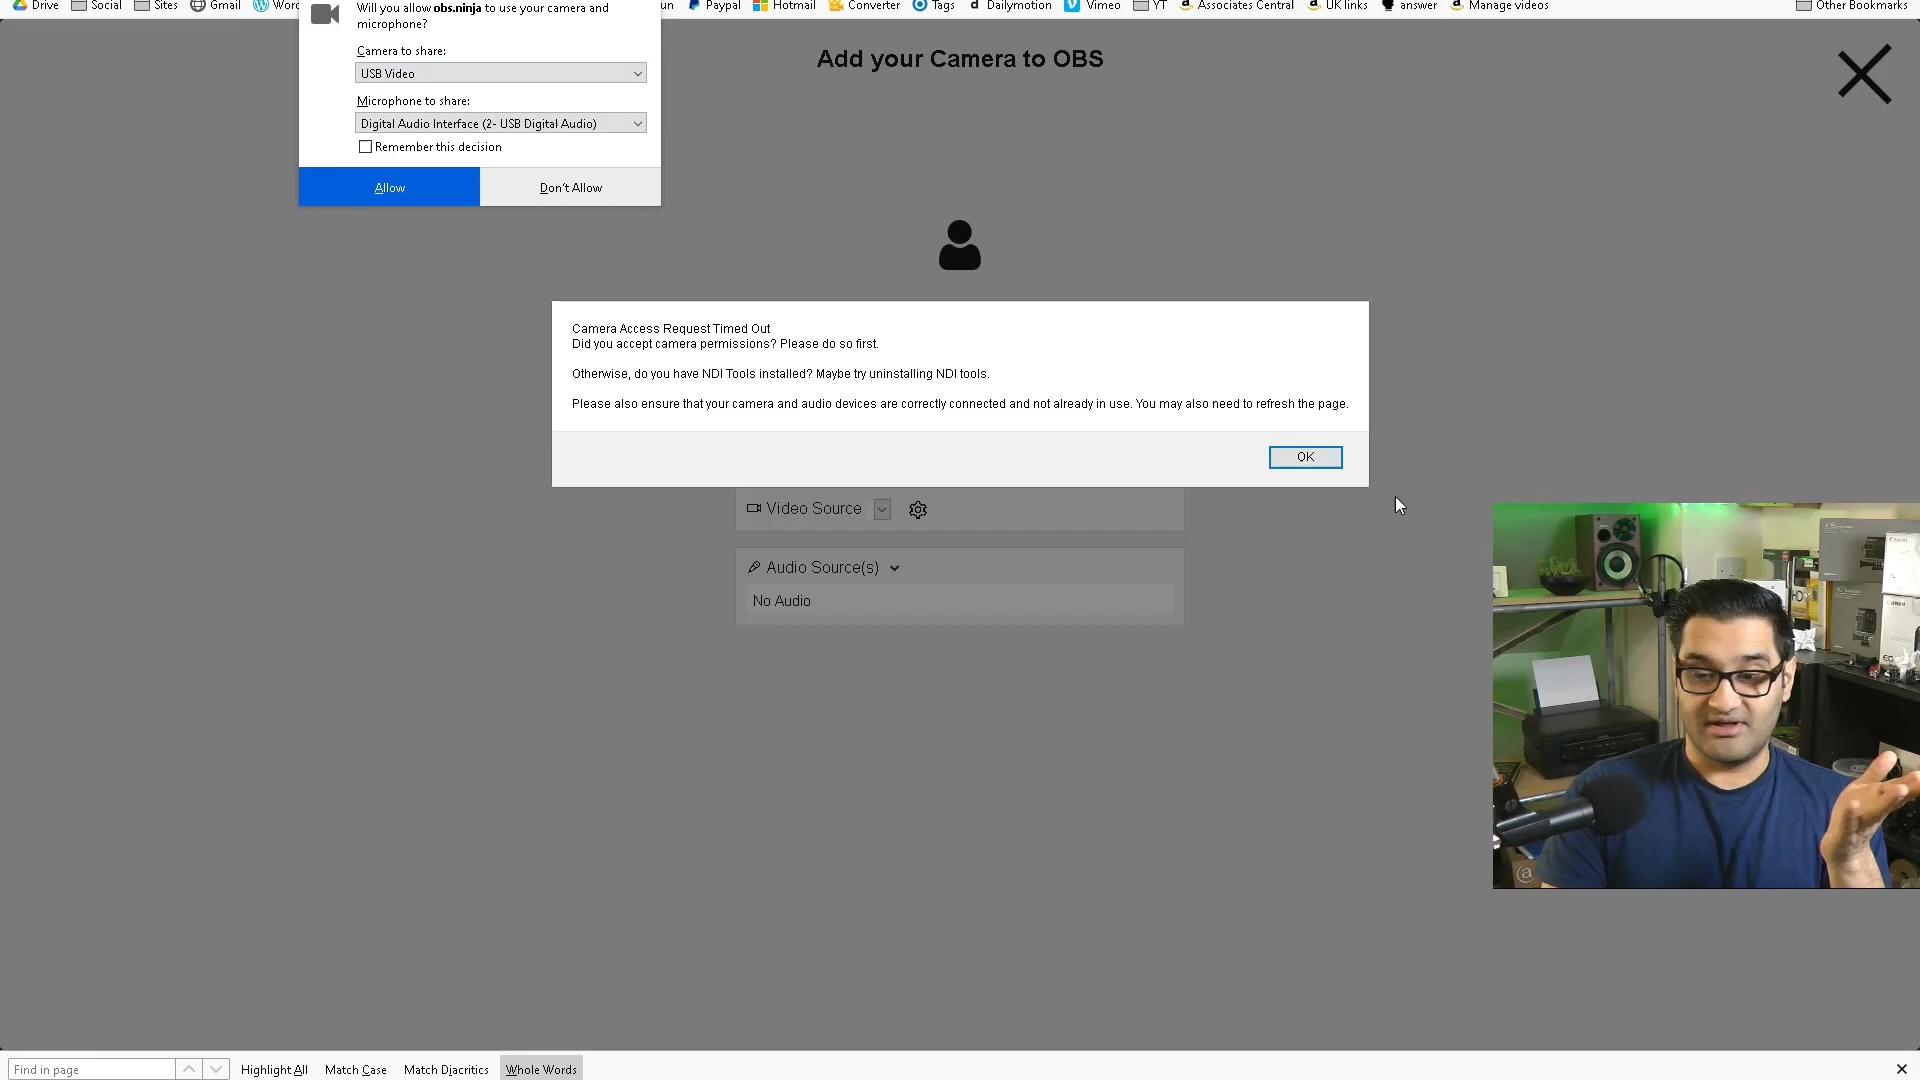 Drive Social Sites Gmail Paypal Hotmail Converter Tags Dailymotion Vimeo YT Associates Central UK links answer Manage videos Other Bookmarks
Will you allow obs.ninja to use your camera and
microphone?
Camera to share:
USB Video
Microphone to share:
Digital Audio Interface (2- USB Digital Audio)
Remember this decision
Allow Don't Allow
Add your Camera to OBS
Camera Access Request Timed Out
Did you accept camera permissions? Please do so first.
Otherwise, do you have NDI Tools installed? Maybe try uninstalling NDI tools.
Please also ensure that your camera and audio devices are correctly connected and not already in use. You may also need to refresh the page.
OK
Video Source
Audio Source(s)
No Audio
Find in page Highlight All Match Case Match Diacritics Whole Words